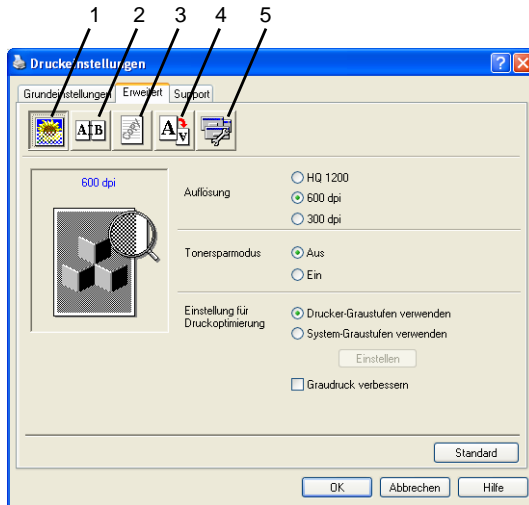 1 2 3 4 5
Druckeinstellungen
Grundeinstellungen Erweitert Support
A B copy A V
600 dpi
Auflösung
HQ 1200
600 dpi
300 dpi
Tonersparmodus
Aus
Ein
Einstellung für
Druckoptimierung
Drucker-Graustufen verwenden
System-Graustufen verwenden
Einstellen
Graudruck verbessern
Standard
OK Abbrechen Hilfe